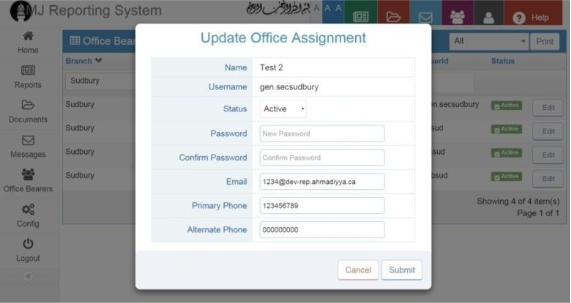 MJ Reporting System
A A A
Help
Home
Reports
Documents
Messages
Office Bearers
Config
Logout
Office Bear
All
Print
Branch
erId
Status
Sudbury
Sudbury
n.secsudbury
Active
Edit
Sudbury
sud
Active
Edit
Sudbury
Active
Edit
Sudbury
osud
Active
Edit
Showing 4 of 4 item(s)
Page 1 of 1
Update Office Assignment
Name Test 2
Username gen.secsudbury
Status Active
Password New Password
Confirm Password Confirm Password
Email 1234@dev-rep.ahmadiyya.ca
Primary Phone 123456789
Alternate Phone 000000000
Cancel Submit